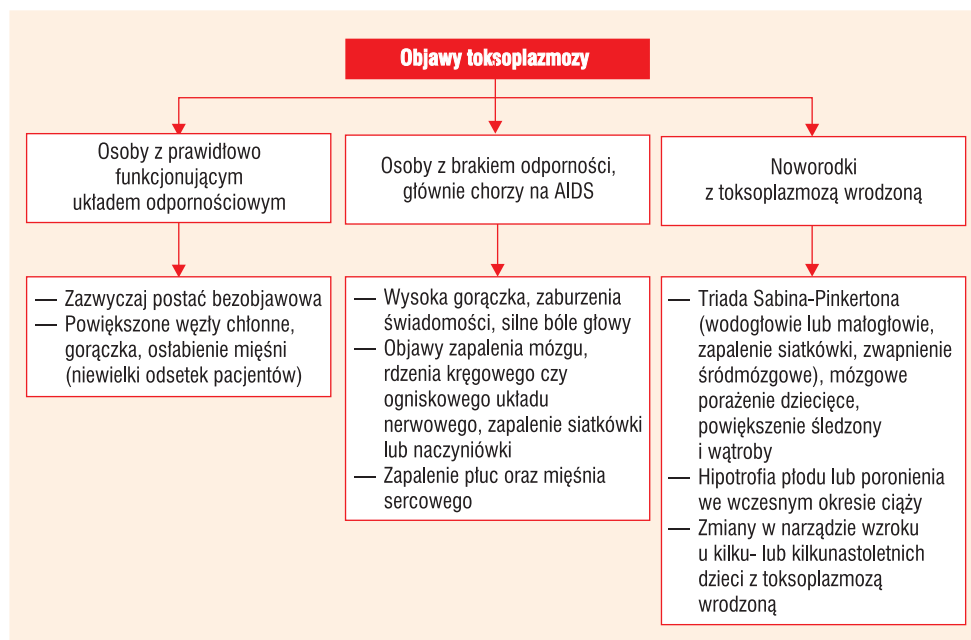 Objawy toksoplazmozy
Osoby z prawidłowo
funkcjonującym
układem odpornościowym
— Zazwyczaj postać bezobjawowa
— Powiększone węzły chłonne,
gorączka, osłabienie mięśni
(niewielki odsetek pacjentów)
Osoby z brakiem odporności,
głównie chorzy na AIDS
— Wysoka gorączka, zaburzenia
świadomości, silne bóle głowy
— Objawy zapalenia mózgu,
rdzenia kręgowego czy
ogniskowego układu
nerwowego, zapalenie siatkówki
lub naczyniówki
— Zapalenie płuc oraz mięśnia
sercowego
Noworodki
z toksoplazmozą wrodzoną
— Triada Sabina-Pinkertona
(wodogłowie lub małogłowie,
zapalenie siatkówki, zwapnienie
śródmózgowe), mózgowe
porażenie dziecięce,
powiększenie śledzony
i wątroby
— Hipotrofia płodu lub poronienia
we wczesnym okresie ciąży
— Zmiany w narządzie wzroku
u kilku- lub kilkunastoletnich
dzieci z toksoplazmozą
wrodzoną